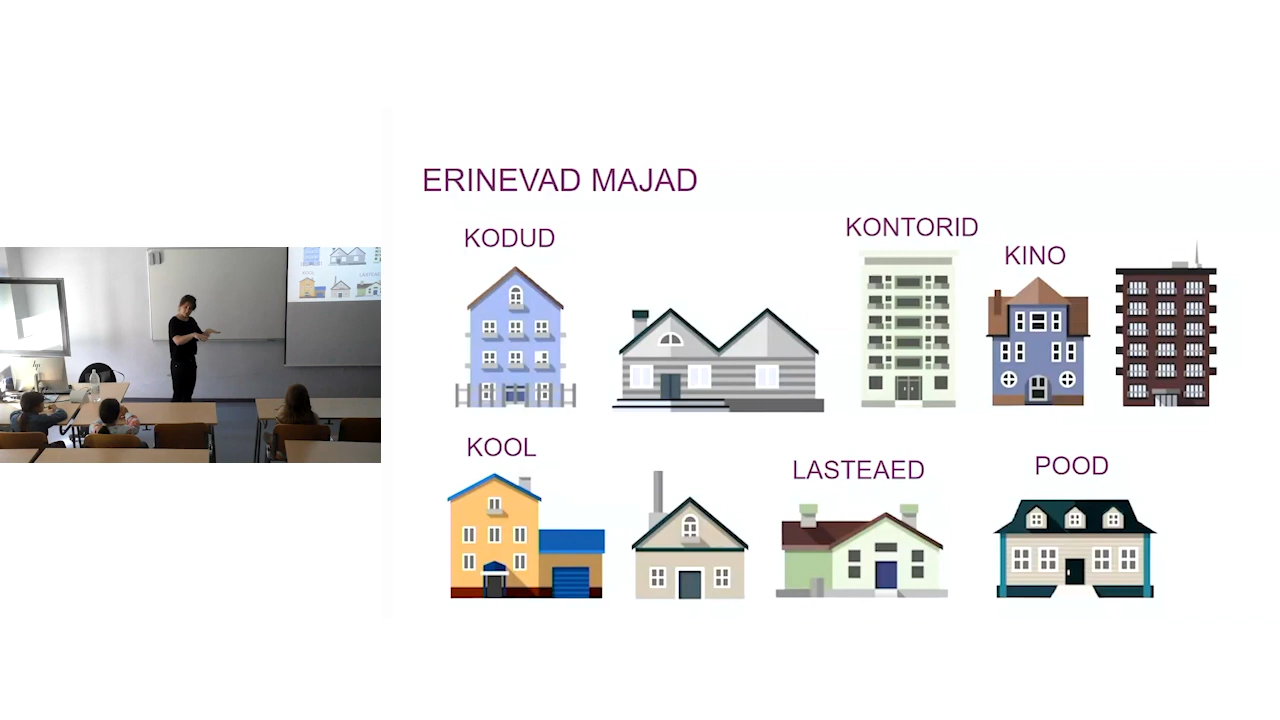 ERINEVAD MAJAD
KODUD
KONTORID
KINO
KOOL
LASTEAED
POOD